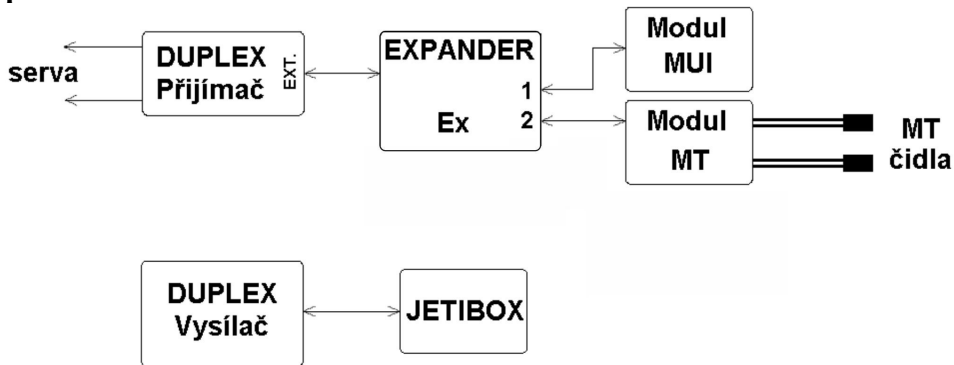 serva
DUPLEX
Přijímač
EXT.
EXPANDER
1
Ex
2
Modul
MUI
Modul
MT
MT
čidla
DUPLEX
Vysílač
JETIBOX